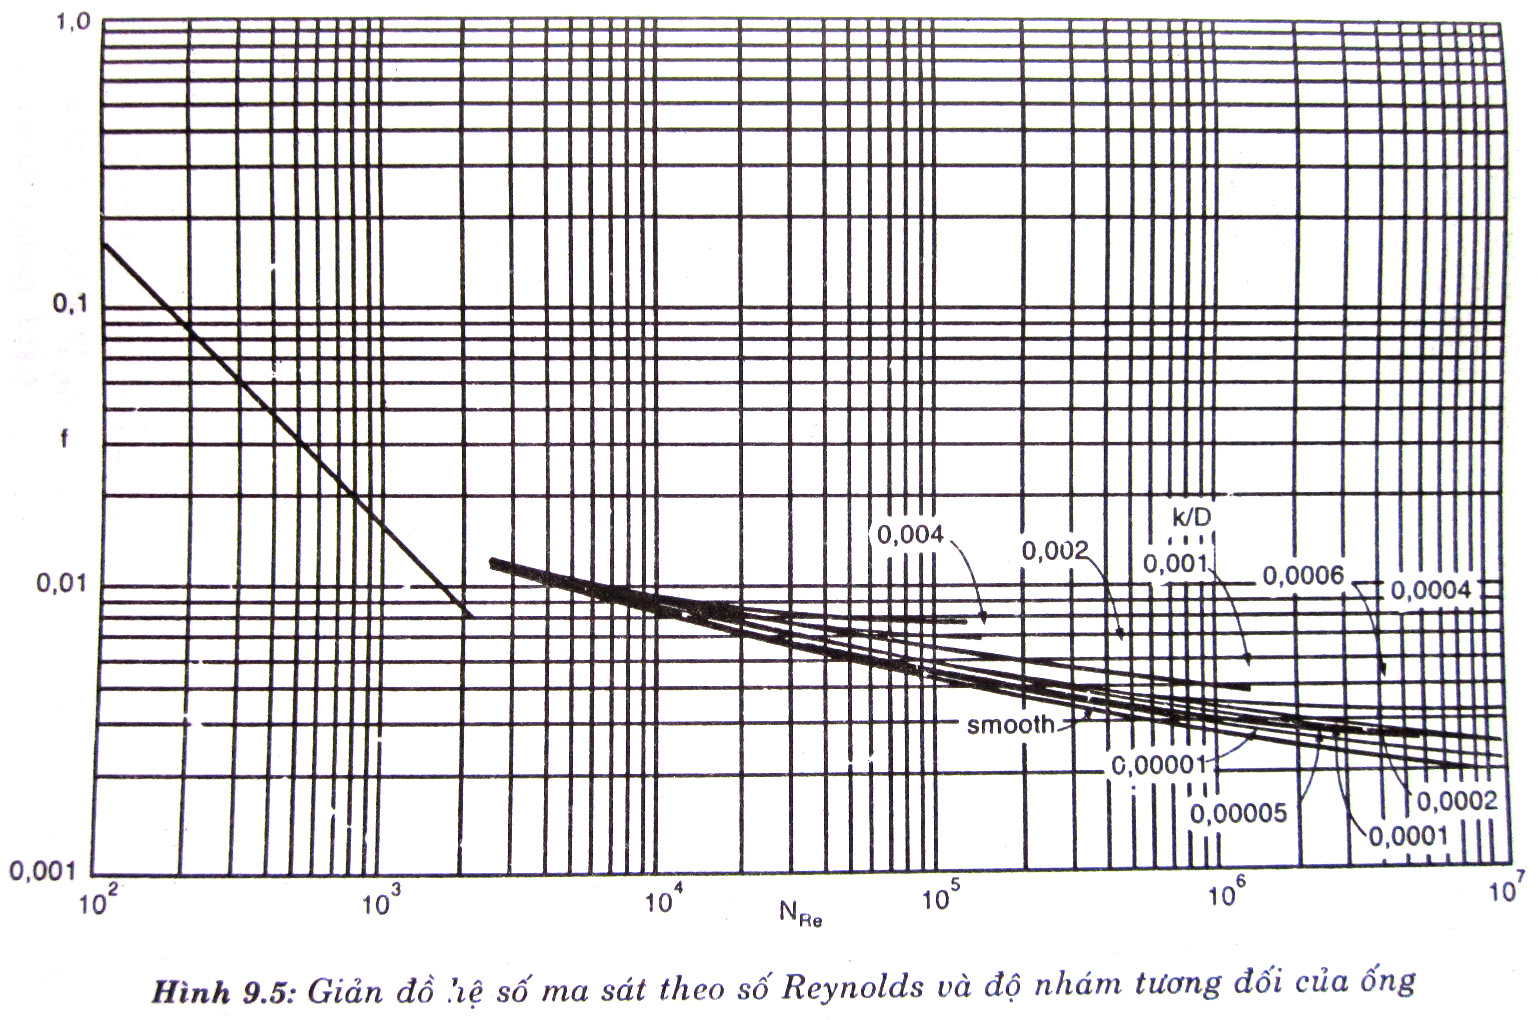 1,0
0,1
f
0,01
0,001
k/D
0,004
0,002
0,001
0,0006
0,0004
smooth
0,00001
0,00005
0,0002
0,0001
10² 10³ 10⁴ 10⁵ 10⁶ 10⁷
N_Re
Hình 9.5: Giản đồ hệ số ma sát theo số Reynolds và độ nhám tương đối của ống